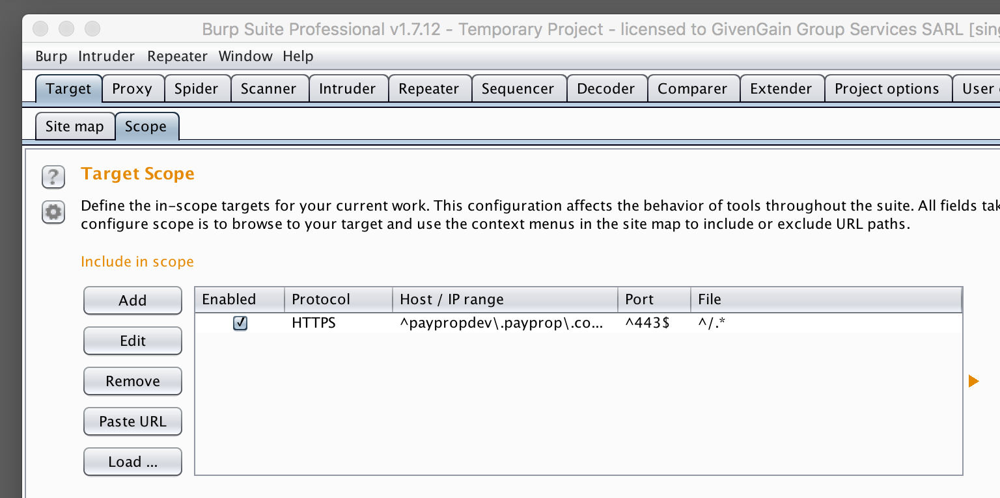 Burp Suite Professional v1.7.12 - Temporary Project - licensed to GivenGain Group Services SARL
Burp Intruder Repeater Window Help
Target Proxy Spider Scanner Intruder Repeater Sequencer Decoder Comparer Extender Project options User
Site map Scope
? Target Scope
Define the in-scope targets for your current work. This configuration affects the behavior of tools throughout the suite. All fields
configure scope is to browse to your target and use the context menus in the site map to include or exclude URL paths.
Include in scope
Add
Edit
Remove
Paste URL
Load ...
Enabled Protocol Host / IP range Port File
HTTPS ^paypropdev\.payprop\.co... ^443$ ^/.*